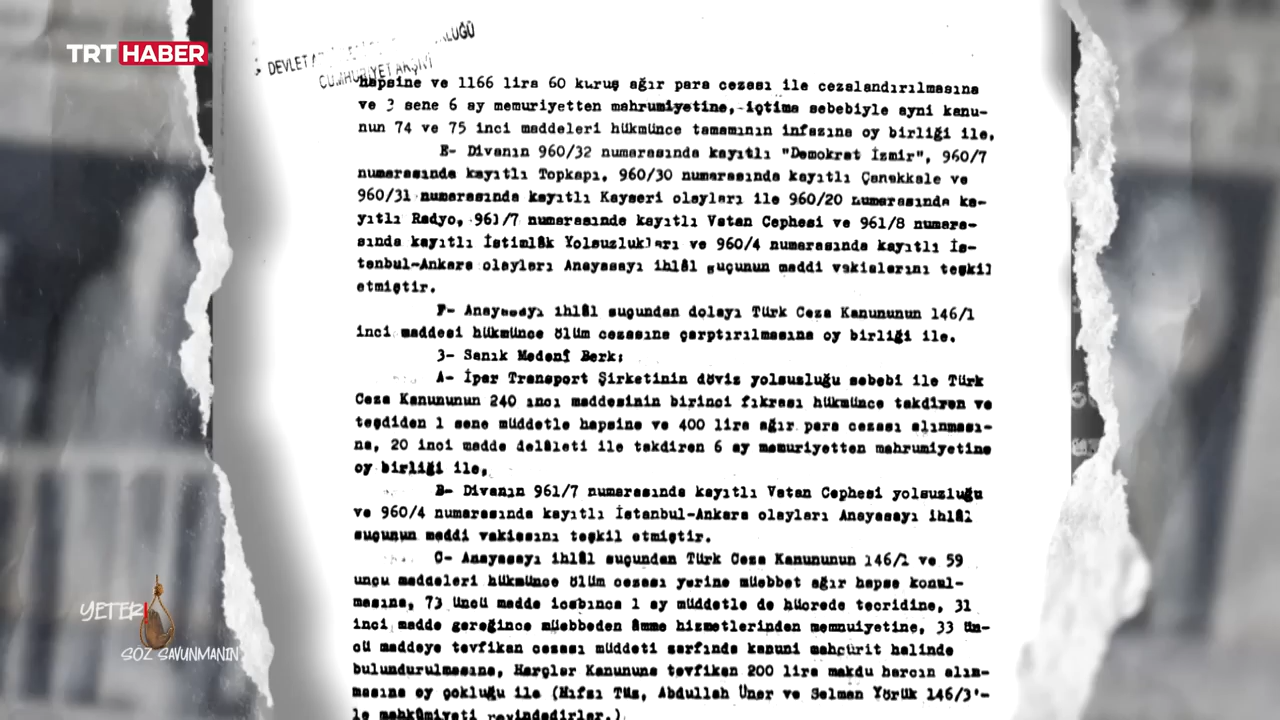 TRT HABER
DEVLET
CUMHURİYET ARŞİVİ
hapsine ve 1166 lira 60 kuruş ağır para cezası ile cezalandırılmasına
ve 3 sene 6 ay memuriyetten mahrumiyetine, içtima sebebiyle ayni kanu-
nun 74 ve 75 inci maddeleri hükmünce tamamının infazına oy birliği ile,
E- Divanın 960/32 numarasında kayıtlı "Demokrat İzmir", 960/7
numarasında kayıtlı Topkapı, 960/30 numarasında kayıtlı Çanakkale ve
960/31 numarasında kayıtlı Kayseri olayları ile 960/20 numarasında ka-
yıtlı Radyo, 961/7 numarasında kayıtlı Vatan Cephesi ve 961/8 numara-
sında kayıtlı İstimlâk Yolsuzlukları ve 960/4 numarasında kayıtlı İs-
tenbul-Ankara olayları Anayasayı ihlâl suçunun maddi vakıalarını teşkil
etmiştir.
F- Anayasayı ihlâl suçundan dolayı Türk Ceza Kanununun 146/1
inci maddesi hükmünce ölüm cezasına çarptırılmasına oy birliği ile.
3- Sanık Medenî Berk:
A- İpar Transport Şirketinin döviz yolsuzluğu sebebi ile Türk
Ceza Kanununun 240 ıncı maddesinin birinci fıkrası hükmünce takdiren ve
teşdiden 1 sene müddetle hapsine ve 400 lira ağır para cezası alınması-
na, 20 inci madde delâleti ile takdiren 6 ay memuriyetten mahrumiyetine
oy birliği ile,
B- Divanın 961/7 numarasında kayıtlı Vatan Cephesi yolsuzluğu
ve 960/4 numarasında kayıtlı İstanbul-Ankara olayları Anayasayı ihlâl
suçunun maddi vakıasını teşkil etmiştir.
C- Anayasayı ihlâl suçundan Türk Ceza Kanununun 146/1 ve 59
uncu maddeleri hükmünce ölüm cezası yerine müebbet ağır hapse konul-
masına, 73 üncü madde icabınca 1 ay müddetle de hücrede tecridine, 31
inci madde gereğince müebbeden âmme hizmetlerinden memnuiyetine, 33 ün-
cü maddeye tevfikan cezası müddeti zarfında kanuni mahcurit halinde
bulundurulmasına, Harçlar Kanununa tevfikan 200 lira maktu harcın alın-
masına oy çokluğu ile (Hıfzı Tüz, Abdullah Üner ve Selman Yörük 146/3'-
le mahkûmiyeti reyindedirler.)
YETER!
SÖZ SAVUNMANIN